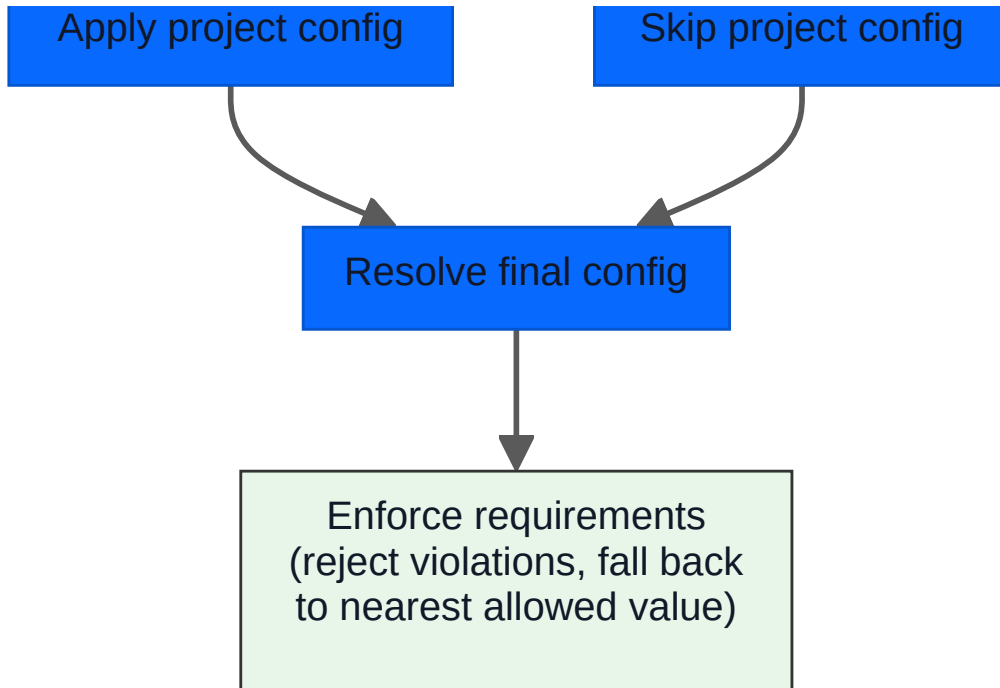 Apply project config
Skip project config
Resolve final config
Enforce requirements
(reject violations, fall back
to nearest allowed value)